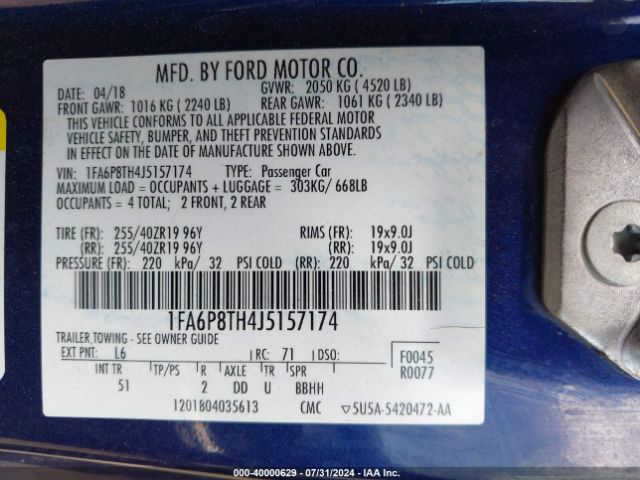 MFD. BY FORD MOTOR CO.
DATE: 04/18 GVWR: 2050 KG ( 4520 LB)
FRONT GAWR: 1016 KG ( 2240 LB) REAR GAWR: 1061 KG ( 2340 LB)
THIS VEHICLE CONFORMS TO ALL APPLICABLE FEDERAL MOTOR
VEHICLE SAFETY, BUMPER, AND THEFT PREVENTION STANDARDS
IN EFFECT ON THE DATE OF MANUFACTURE SHOWN ABOVE.
VIN: 1FA6P8TH4J5157174 TYPE: Passenger Car
MAXIMUM LOAD = OCCUPANTS + LUGGAGE = 303KG/ 668LB
OCCUPANTS = 4 TOTAL; 2 FRONT, 2 REAR
TIRE (FR): 255/40ZR19 96Y RIMS (FR): 19x9.0J
(RR): 255/40ZR19 96Y (RR): 19x9.0J
PRESSURE (FR): 220 kPa/ 32 PSI COLD (RR): 220 kPa/ 32 PSI COLD
1FA6P8TH4J5157174
TRAILER TOWING - SEE OWNER GUIDE
EXT PNT: L6 RC: 71 DSO: F0045
INT TR TP/PS R AXLE TR SPR R0077
51 2 DD U BBHH
1201804035613 CMC ▽5U5A-5420472-AA
000-40000629 - 07/31/2024 - IAA Inc.